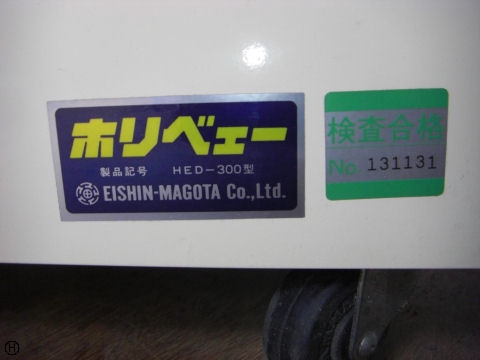 ホリベェー
製品記号 HED-300型
EISHIN-MAGOTA Co.,Ltd.
検査合格
No. 131131
H